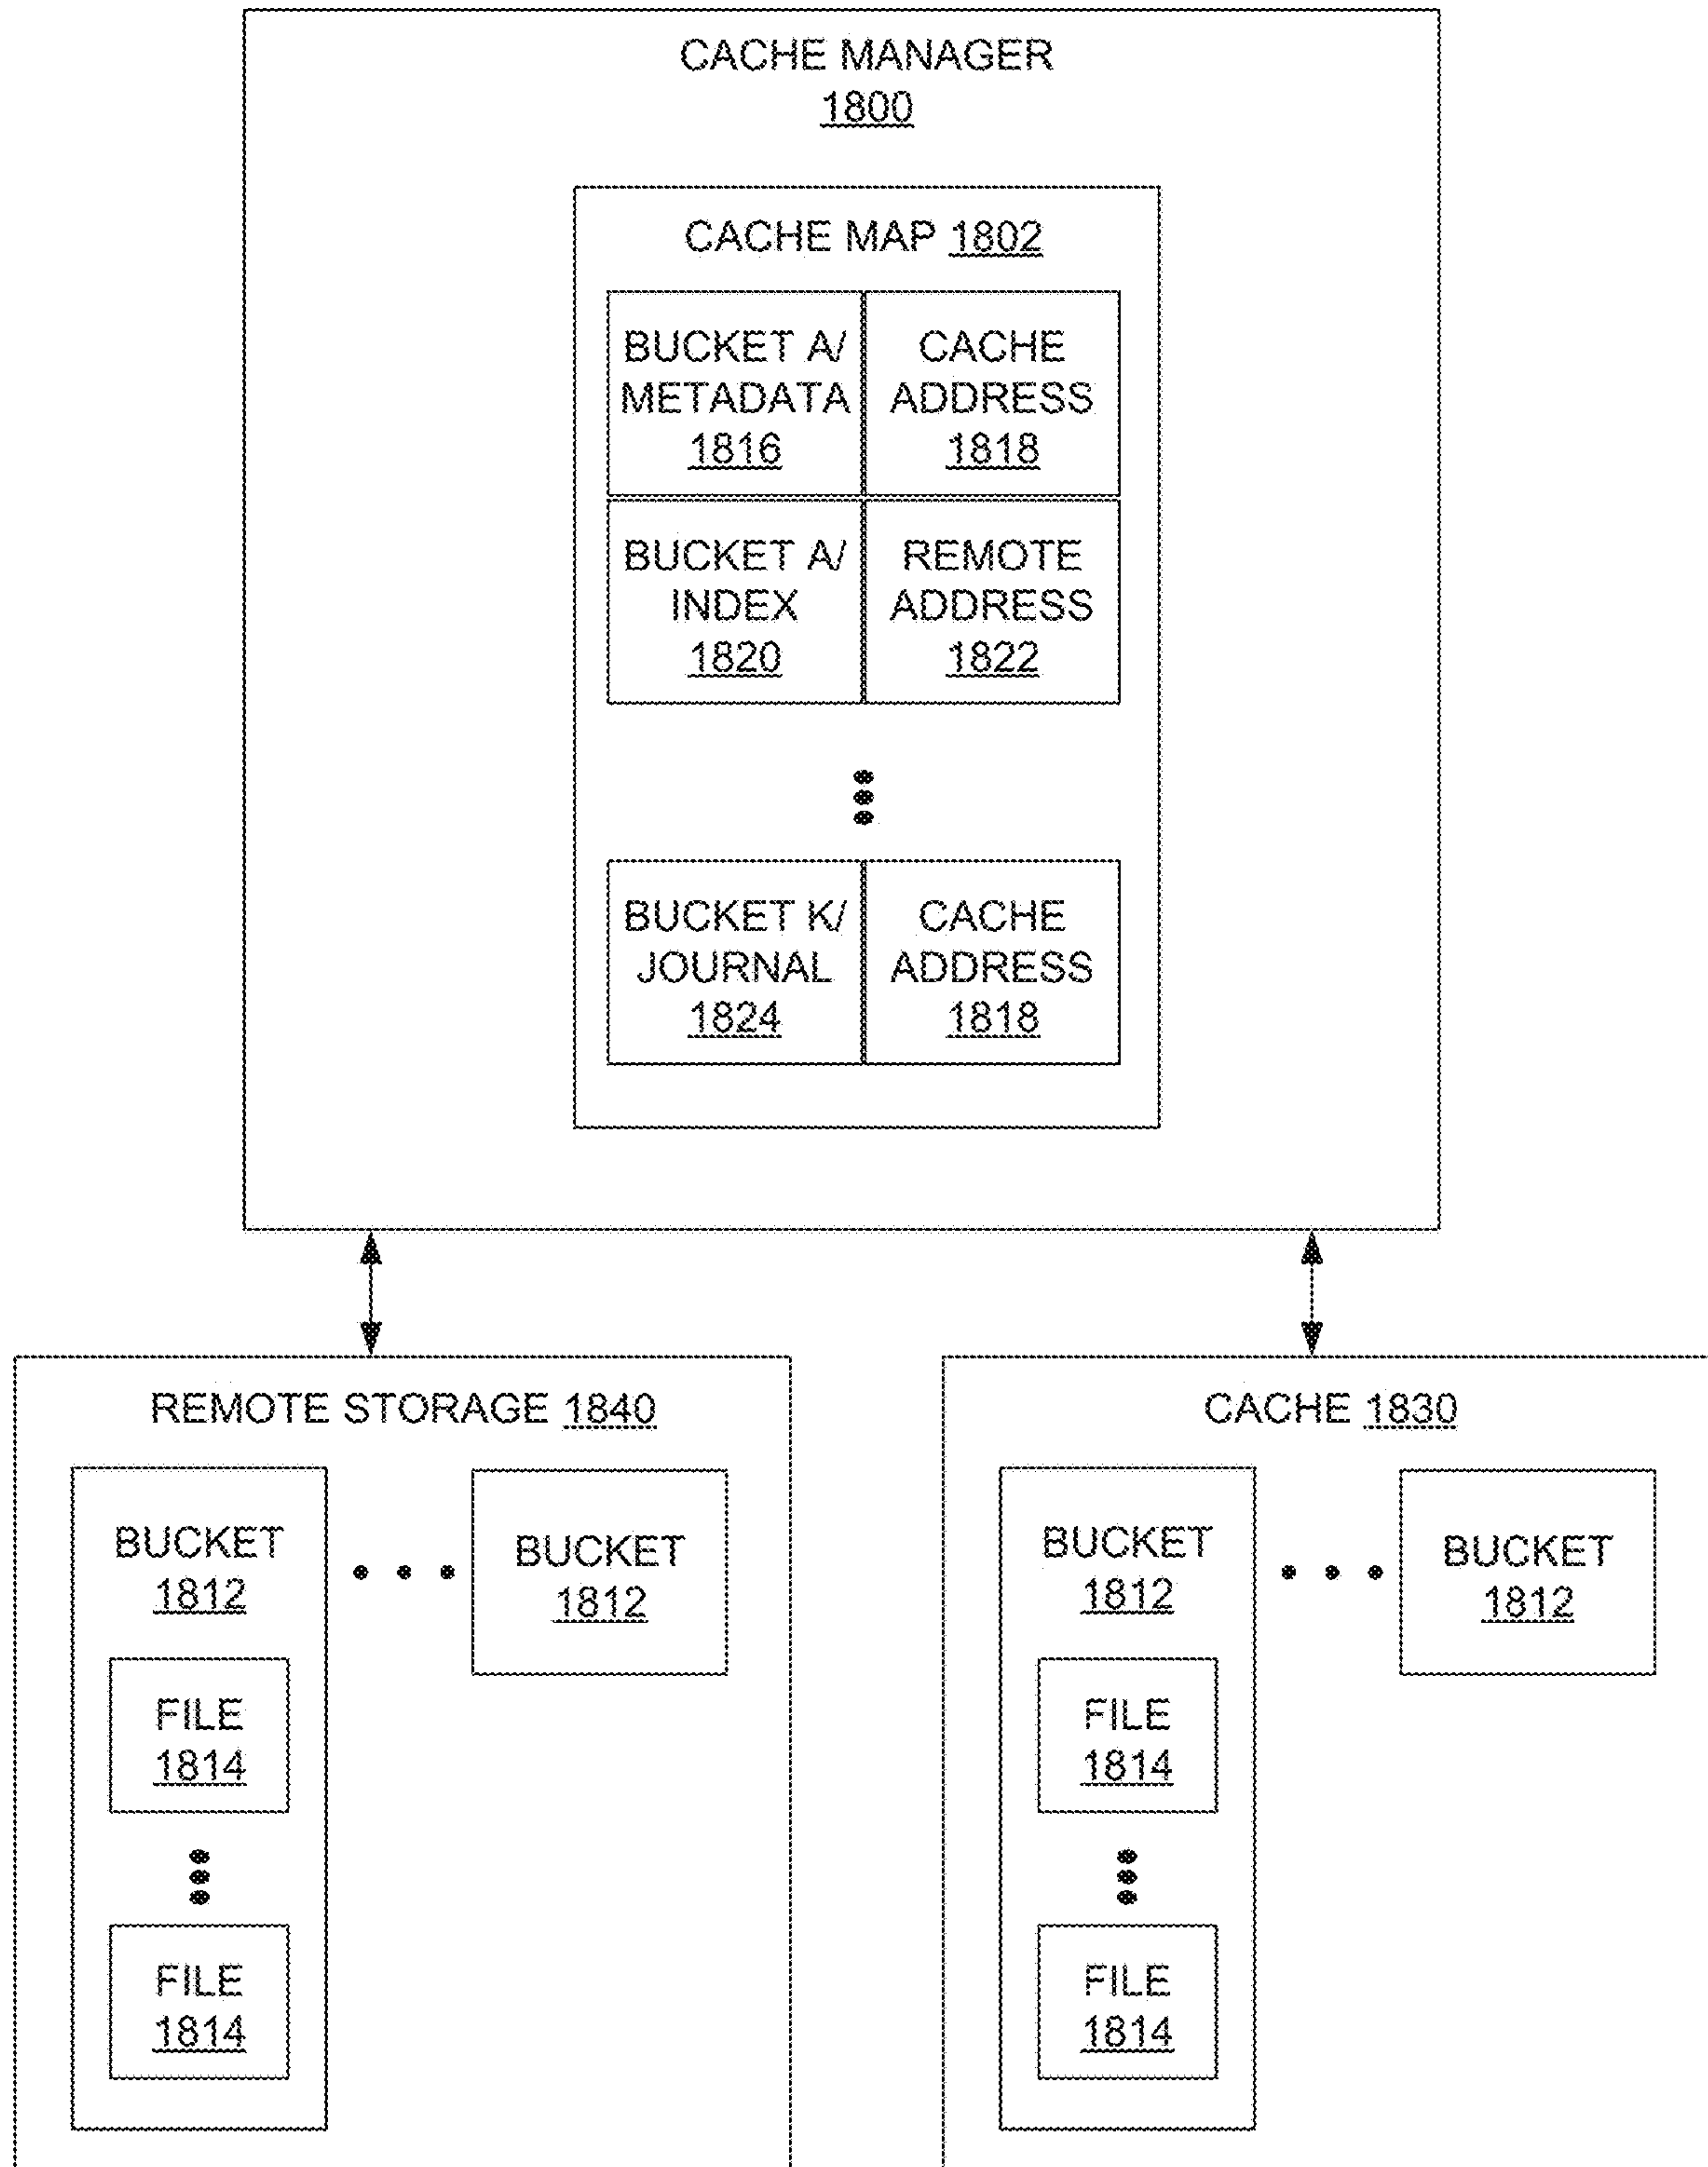 CACHE MANAGER
1800
CACHE MAP 1802
BUCKET A/
METADATA
1816
CACHE
ADDRESS
1818
BUCKET A/
INDEX
1820
REMOTE
ADDRESS
1822
BUCKET K/
JOURNAL
1824
CACHE
ADDRESS
1818
REMOTE STORAGE 1840
BUCKET
1812
FILE
1814
FILE
1814
BUCKET
1812
CACHE 1830
BUCKET
1812
FILE
1814
FILE
1814
BUCKET
1812